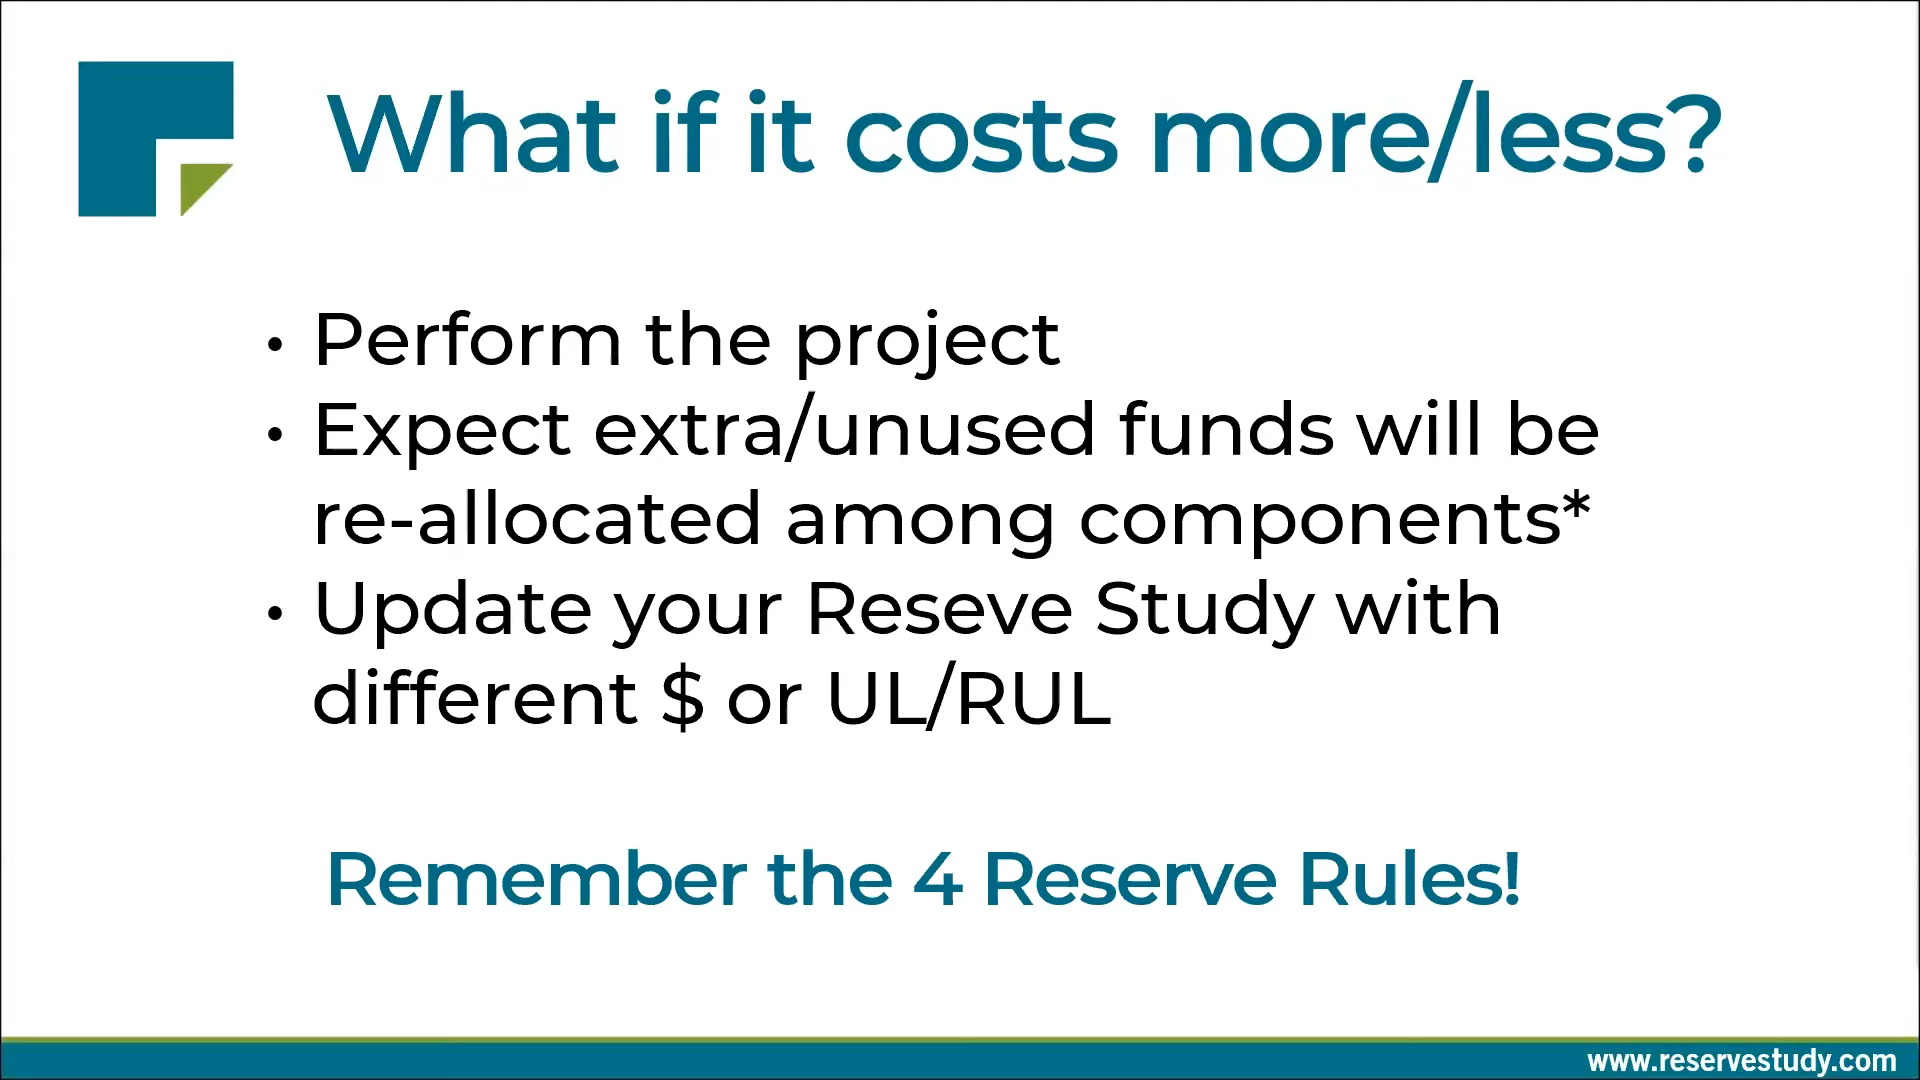 What if it costs more/less?
• Perform the project
• Expect extra/unused funds will be
re-allocated among components*
• Update your Reseve Study with
different $ or UL/RUL
Remember the 4 Reserve Rules!
www.reservestudy.com